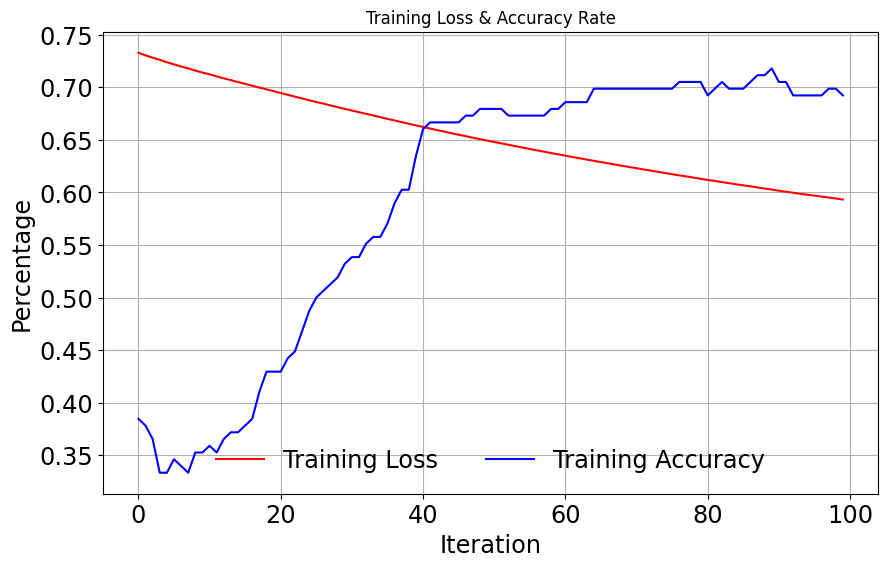 Training Loss & Accuracy Rate
0.75
0.70
0.65
0.60
0.55
0.50
0.45
0.40
0.35
Percentage
Training Loss Training Accuracy
0 20 40 60 80 100
Iteration